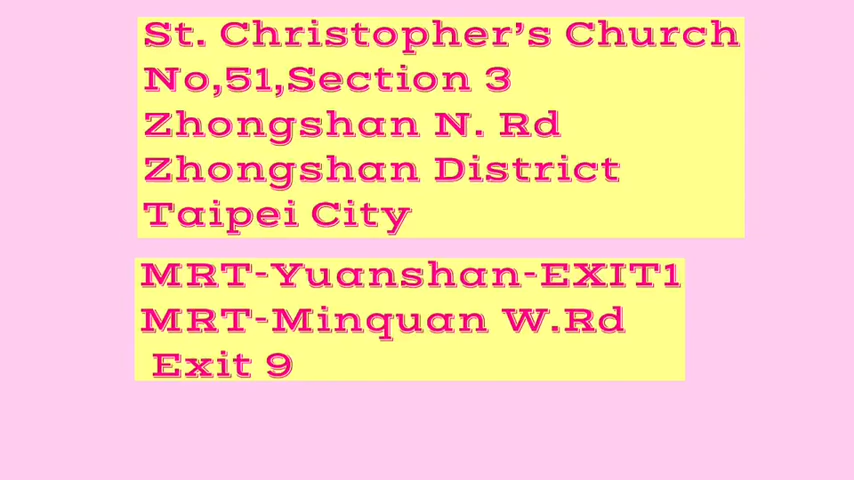 St. Christopher's Church
No,51,Section 3
Zhongshan N. Rd
Zhongshan District
Taipei City
MRT-Yuanshan-EXIT1
MRT-Minquan W.Rd
Exit 9